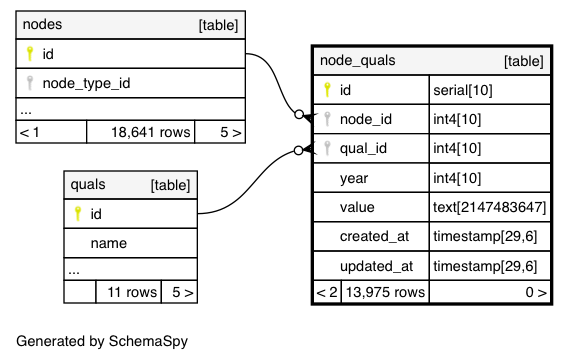 nodes [table]
id
node_type_id
...
< 1 18,641 rows 5 >
quals [table]
id
name
...
11 rows 5 >
node_quals [table]
id serial[10]
node_id int4[10]
qual_id int4[10]
year int4[10]
value text[2147483647]
created_at timestamp[29,6]
updated_at timestamp[29,6]
< 2 13,975 rows 0 >
Generated by SchemaSpy